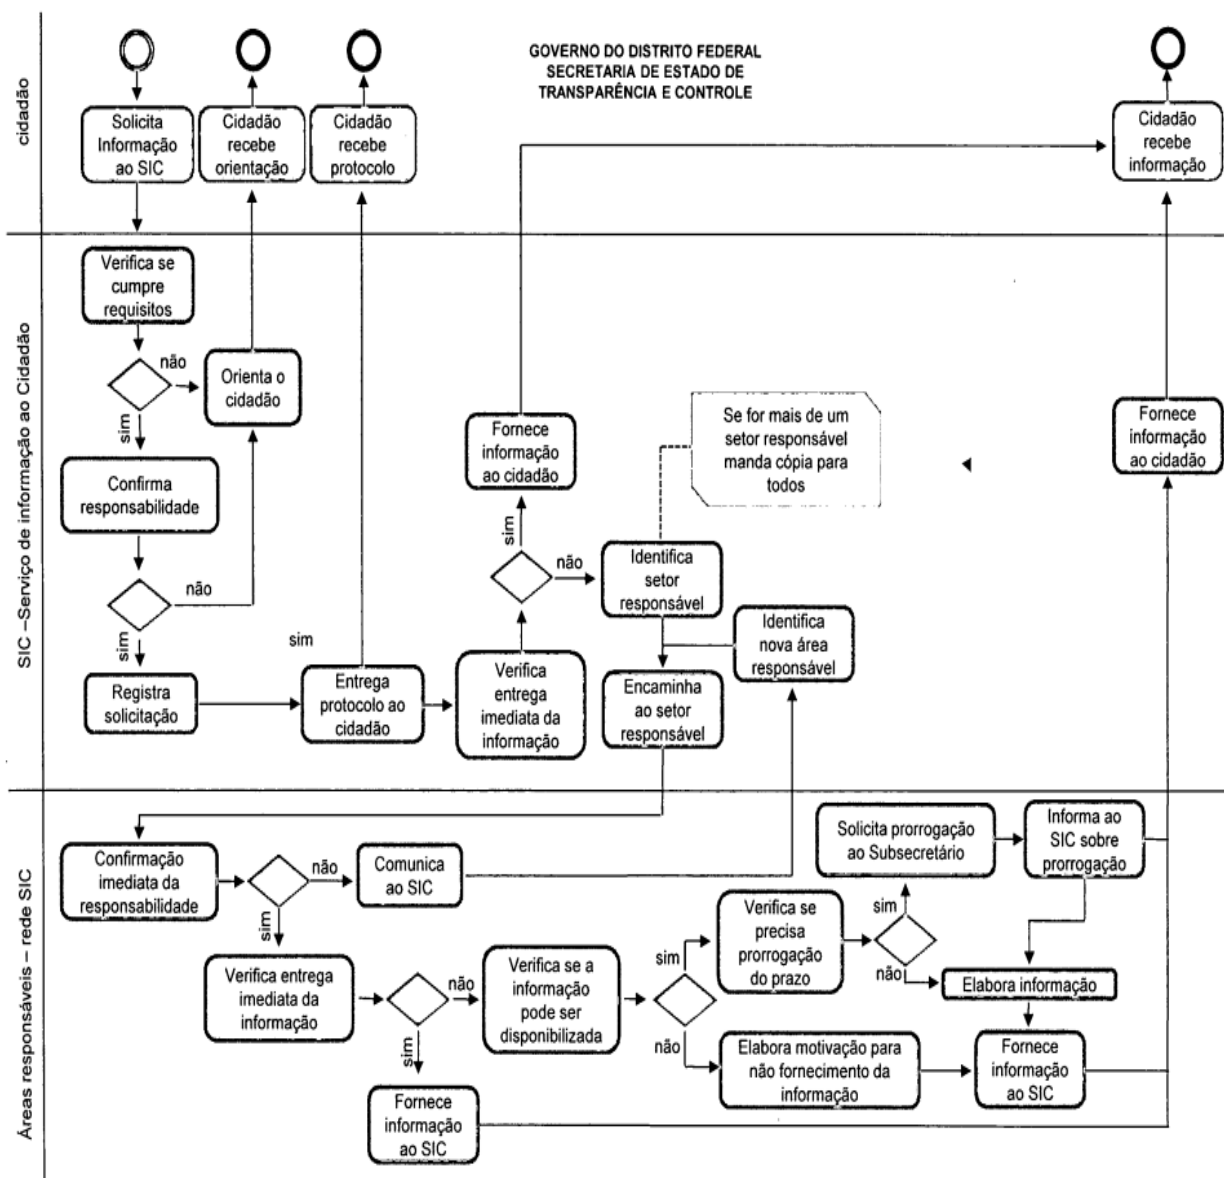 GOVERNO DO DISTRITO FEDERAL
SECRETARIA DE ESTADO DE
TRANSPARÊNCIA E CONTROLE
cidadão
Solicita
Informação
ao SIC
Cidadão
recebe
orientação
Cidadão
recebe
protocolo
Cidadão
recebe
informação
SIC –Serviço de informação ao Cidadão
Verifica se
cumpre
requisitos
não
Orienta o
cidadão
sim
Confirma
responsabilidade
não
sim
Registra
solicitação
sim
Entrega
protocolo ao
cidadão
Verifica
entrega
imediata da
informação
sim
Fornece
informação
ao cidadão
não
Identifica
setor
responsável
Se for mais de um
setor responsável
manda cópia para
todos
Identifica
nova área
responsável
Encaminha
ao setor
responsável
Fornece
informação
ao cidadão
Áreas responsáveis – rede SIC
Confirmação
imediata da
responsabilidade
não
Comunica
ao SIC
sim
Verifica entrega
imediata da
informação
não
sim
Fornece
informação
ao SIC
Verifica se a
informação
pode ser
disponibilizada
sim
Verifica se
precisa
prorrogação
do prazo
não
Elabora motivação para
não fornecimento da
informação
sim
Solicita prorrogação
ao Subsecretário
Informa ao
SIC sobre
prorrogação
não
Elabora informação
Fornece
informação
ao SIC